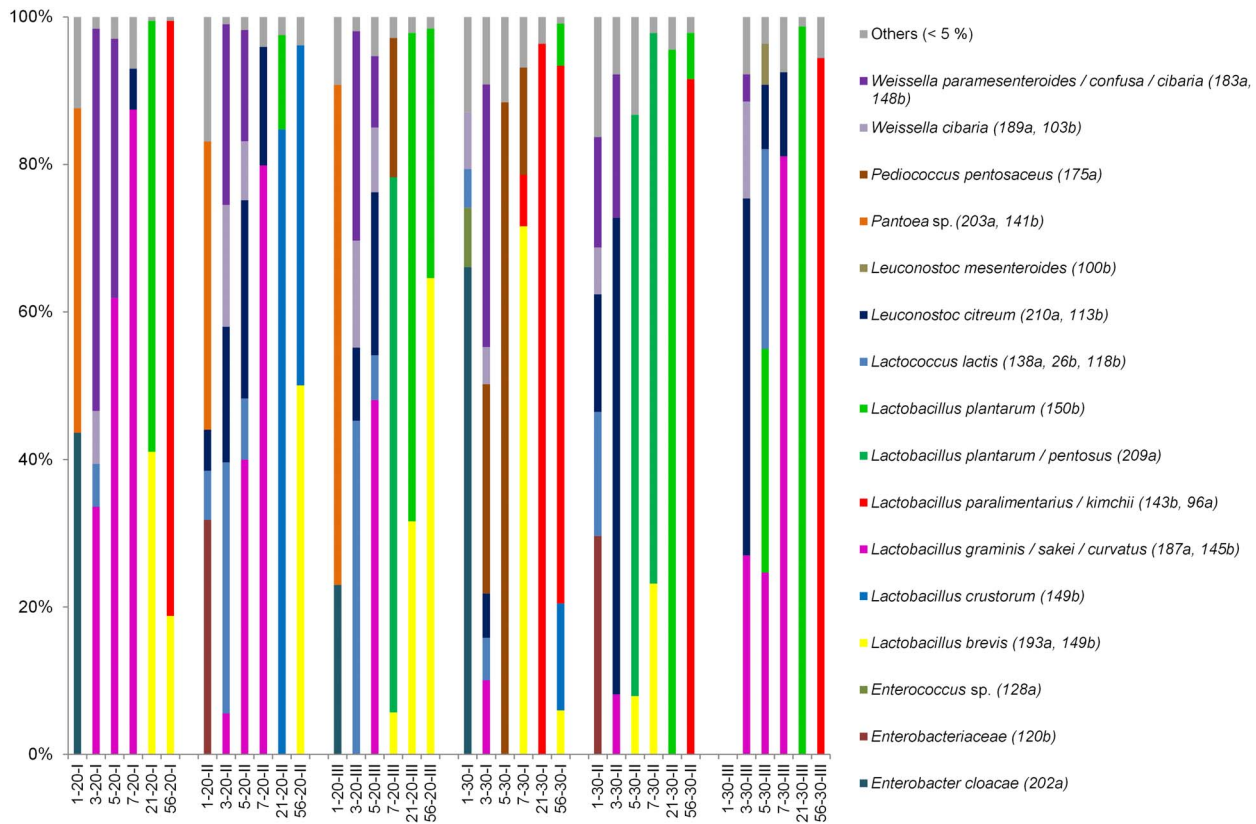 100%
80%
60%
40%
20%
0%
1-20-I
3-20-I
5-20-I
7-20-I
21-20-I
56-20-I
1-20-II
3-20-III
5-20-II
7-20-II
21-20-II
56-20-II
1-20-III
3-20-III
5-20-III
7-20-III
21-20-III
56-20-III
1-30-I
3-30-I
5-30-I
7-30-I
21-30-I
56-30-I
1-30-II
3-30-III
5-30-II
7-30-II
21-30-II
56-30-II
1-30-III
3-30-III
5-30-III
7-30-III
21-30-III
56-30-III
Others (< 5 %)
Weissella paramesenteroides / confusa / cibaria (183a,
148b)
Weissella cibaria (189a, 103b)
Pediococcus pentosaceus (175a)
Pantoea sp. (203a, 141b)
Leuconostoc mesenteroides (100b)
Leuconostoc citreum (210a, 113b)
Lactococcus lactis (138a, 26b, 118b)
Lactobacillus plantarum (150b)
Lactobacillus plantarum / pentosus (209a)
Lactobacillus paralimentarius / kimchii (143b, 96a)
Lactobacillus graminis / sakei / curvatus (187a, 145b)
Lactobacillus crustorum (149b)
Lactobacillus brevis (193a, 149b)
Enterococcus sp. (128a)
Enterobacteriaceae (120b)
Enterobacter cloacae (202a)